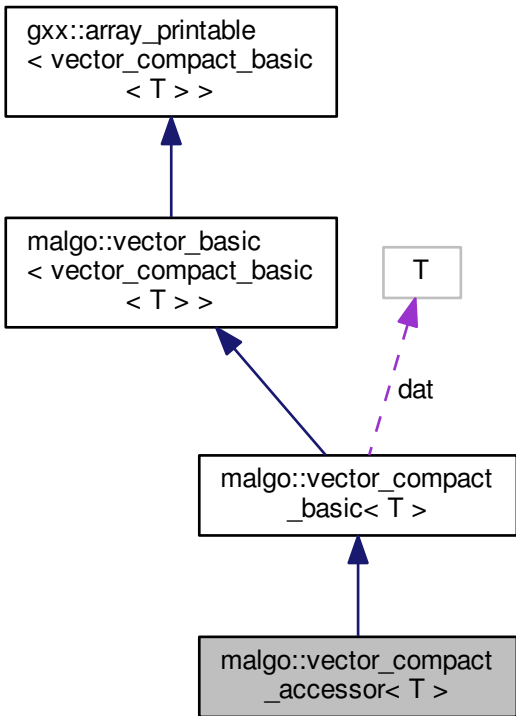 gxx::array_printable
< vector_compact_basic
< T > >
malgo::vector_basic
< vector_compact_basic
< T > >
T
dat
malgo::vector_compact
_basic< T >
malgo::vector_compact
_accessor< T >